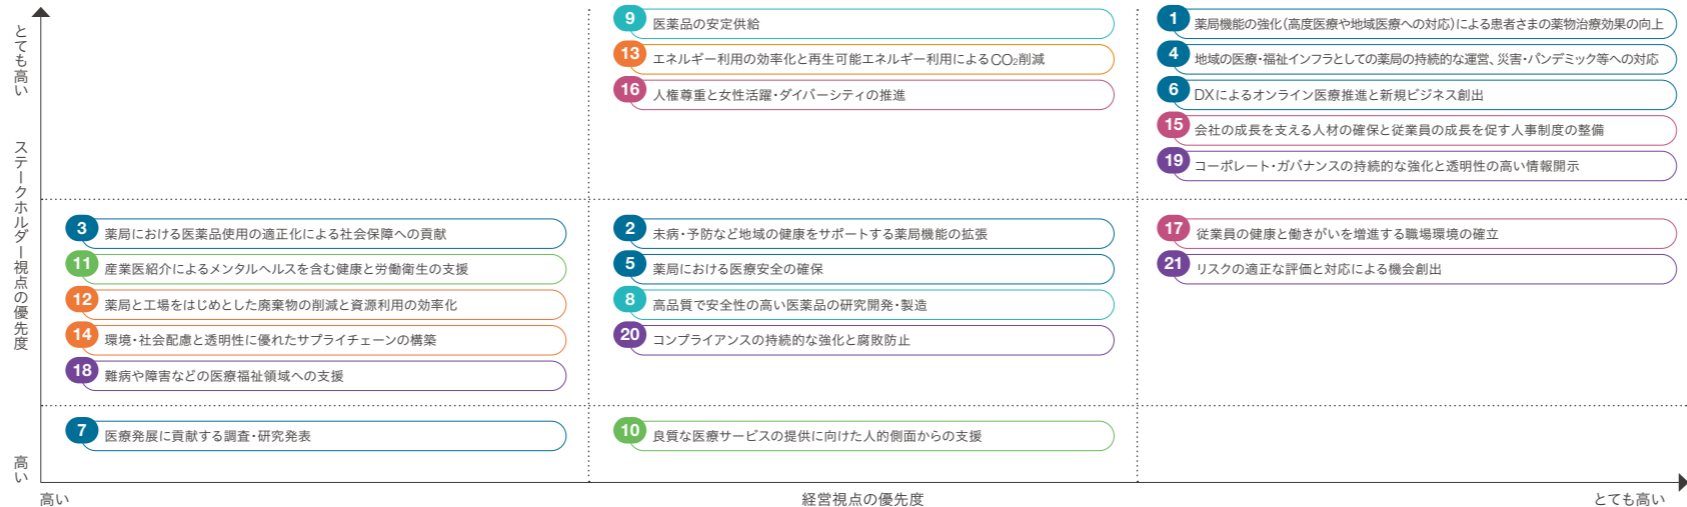 とても高い
ステークホルダー視点の優先度
高い
9 医薬品の安定供給
13 エネルギー利用の効率化と再生可能エネルギー利用によるCO₂削減
16 人権尊重と女性活躍・ダイバーシティの推進
1 薬局機能の強化(高度医療や地域医療への対応)による患者さまの薬物治療効果の向上
4 地域の医療・福祉インフラとしての薬局の持続的な運営、災害・パンデミック等への対応
6 DXによるオンライン医療推進と新規ビジネス創出
15 会社の成長を支える人材の確保と従業員の成長を促す人事制度の整備
19 コーポレート・ガバナンスの持続的な強化と透明性の高い情報開示
3 薬局における医薬品使用の適正化による社会保障への貢献
11 産業医紹介によるメンタルヘルスを含む健康と労働衛生の支援
12 薬局と工場をはじめとした廃棄物の削減と資源利用の効率化
14 環境・社会配慮と透明性に優れたサプライチェーンの構築
18 難病や障害などの医療福祉領域への支援
2 未病・予防など地域の健康をサポートする薬局機能の拡張
5 薬局における医療安全の確保
8 高品質で安全性の高い医薬品の研究開発・製造
20 コンプライアンスの持続的な強化と腐敗防止
17 従業員の健康と働きがいを増進する職場環境の確立
21 リスクの適正な評価と対応による機会創出
7 医療発展に貢献する調査・研究発表
10 良質な医療サービスの提供に向けた人的側面からの支援
高い
経営視点の優先度
とても高い